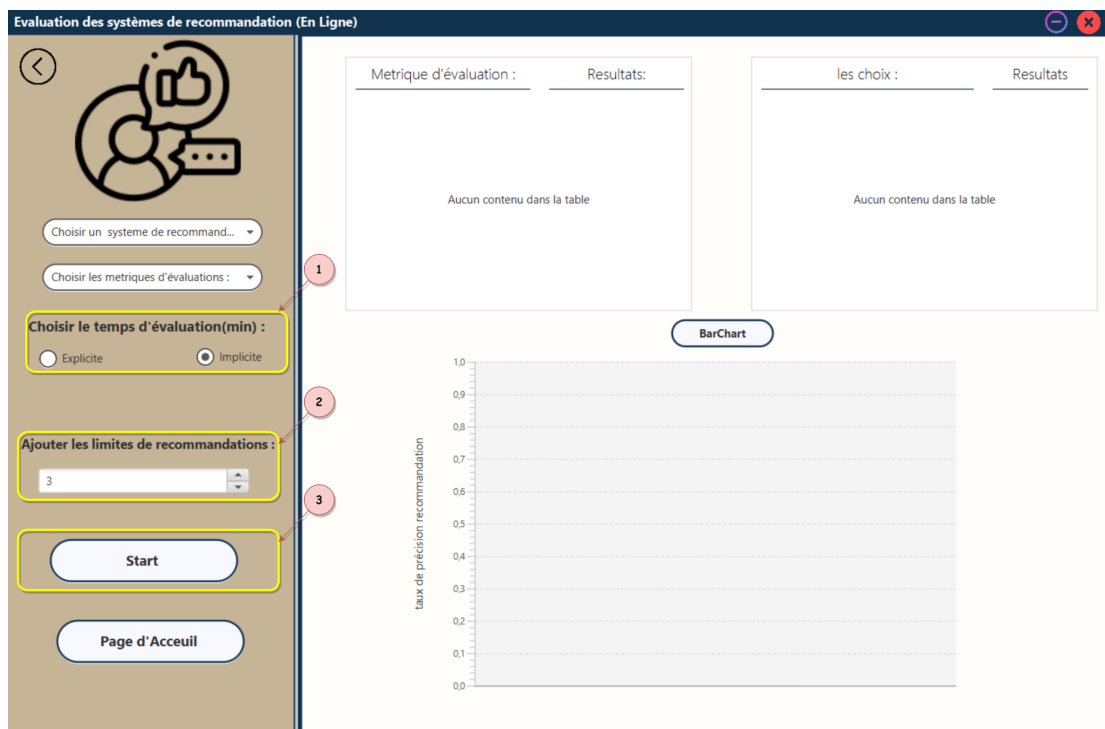 Evaluation des systèmes de recommandation (En Ligne)
Choisir un systeme de recommand...
Choisir les metriques d'évaluations :
1
Choisir le temps d'évaluation(min) :
Explicite
Implicite
2
Ajouter les limites de recommandations :
3
3
Start
Page d'Acceuil
Metrique d'évaluation :
Resultats:
Aucun contenu dans la table
les choix :
Resultats
Aucun contenu dans la table
BarChart
taux de précision recommandation
1,0
0,9
0,8
0,7
0,6
0,5
0,4
0,3
0,2
0,1
0,0